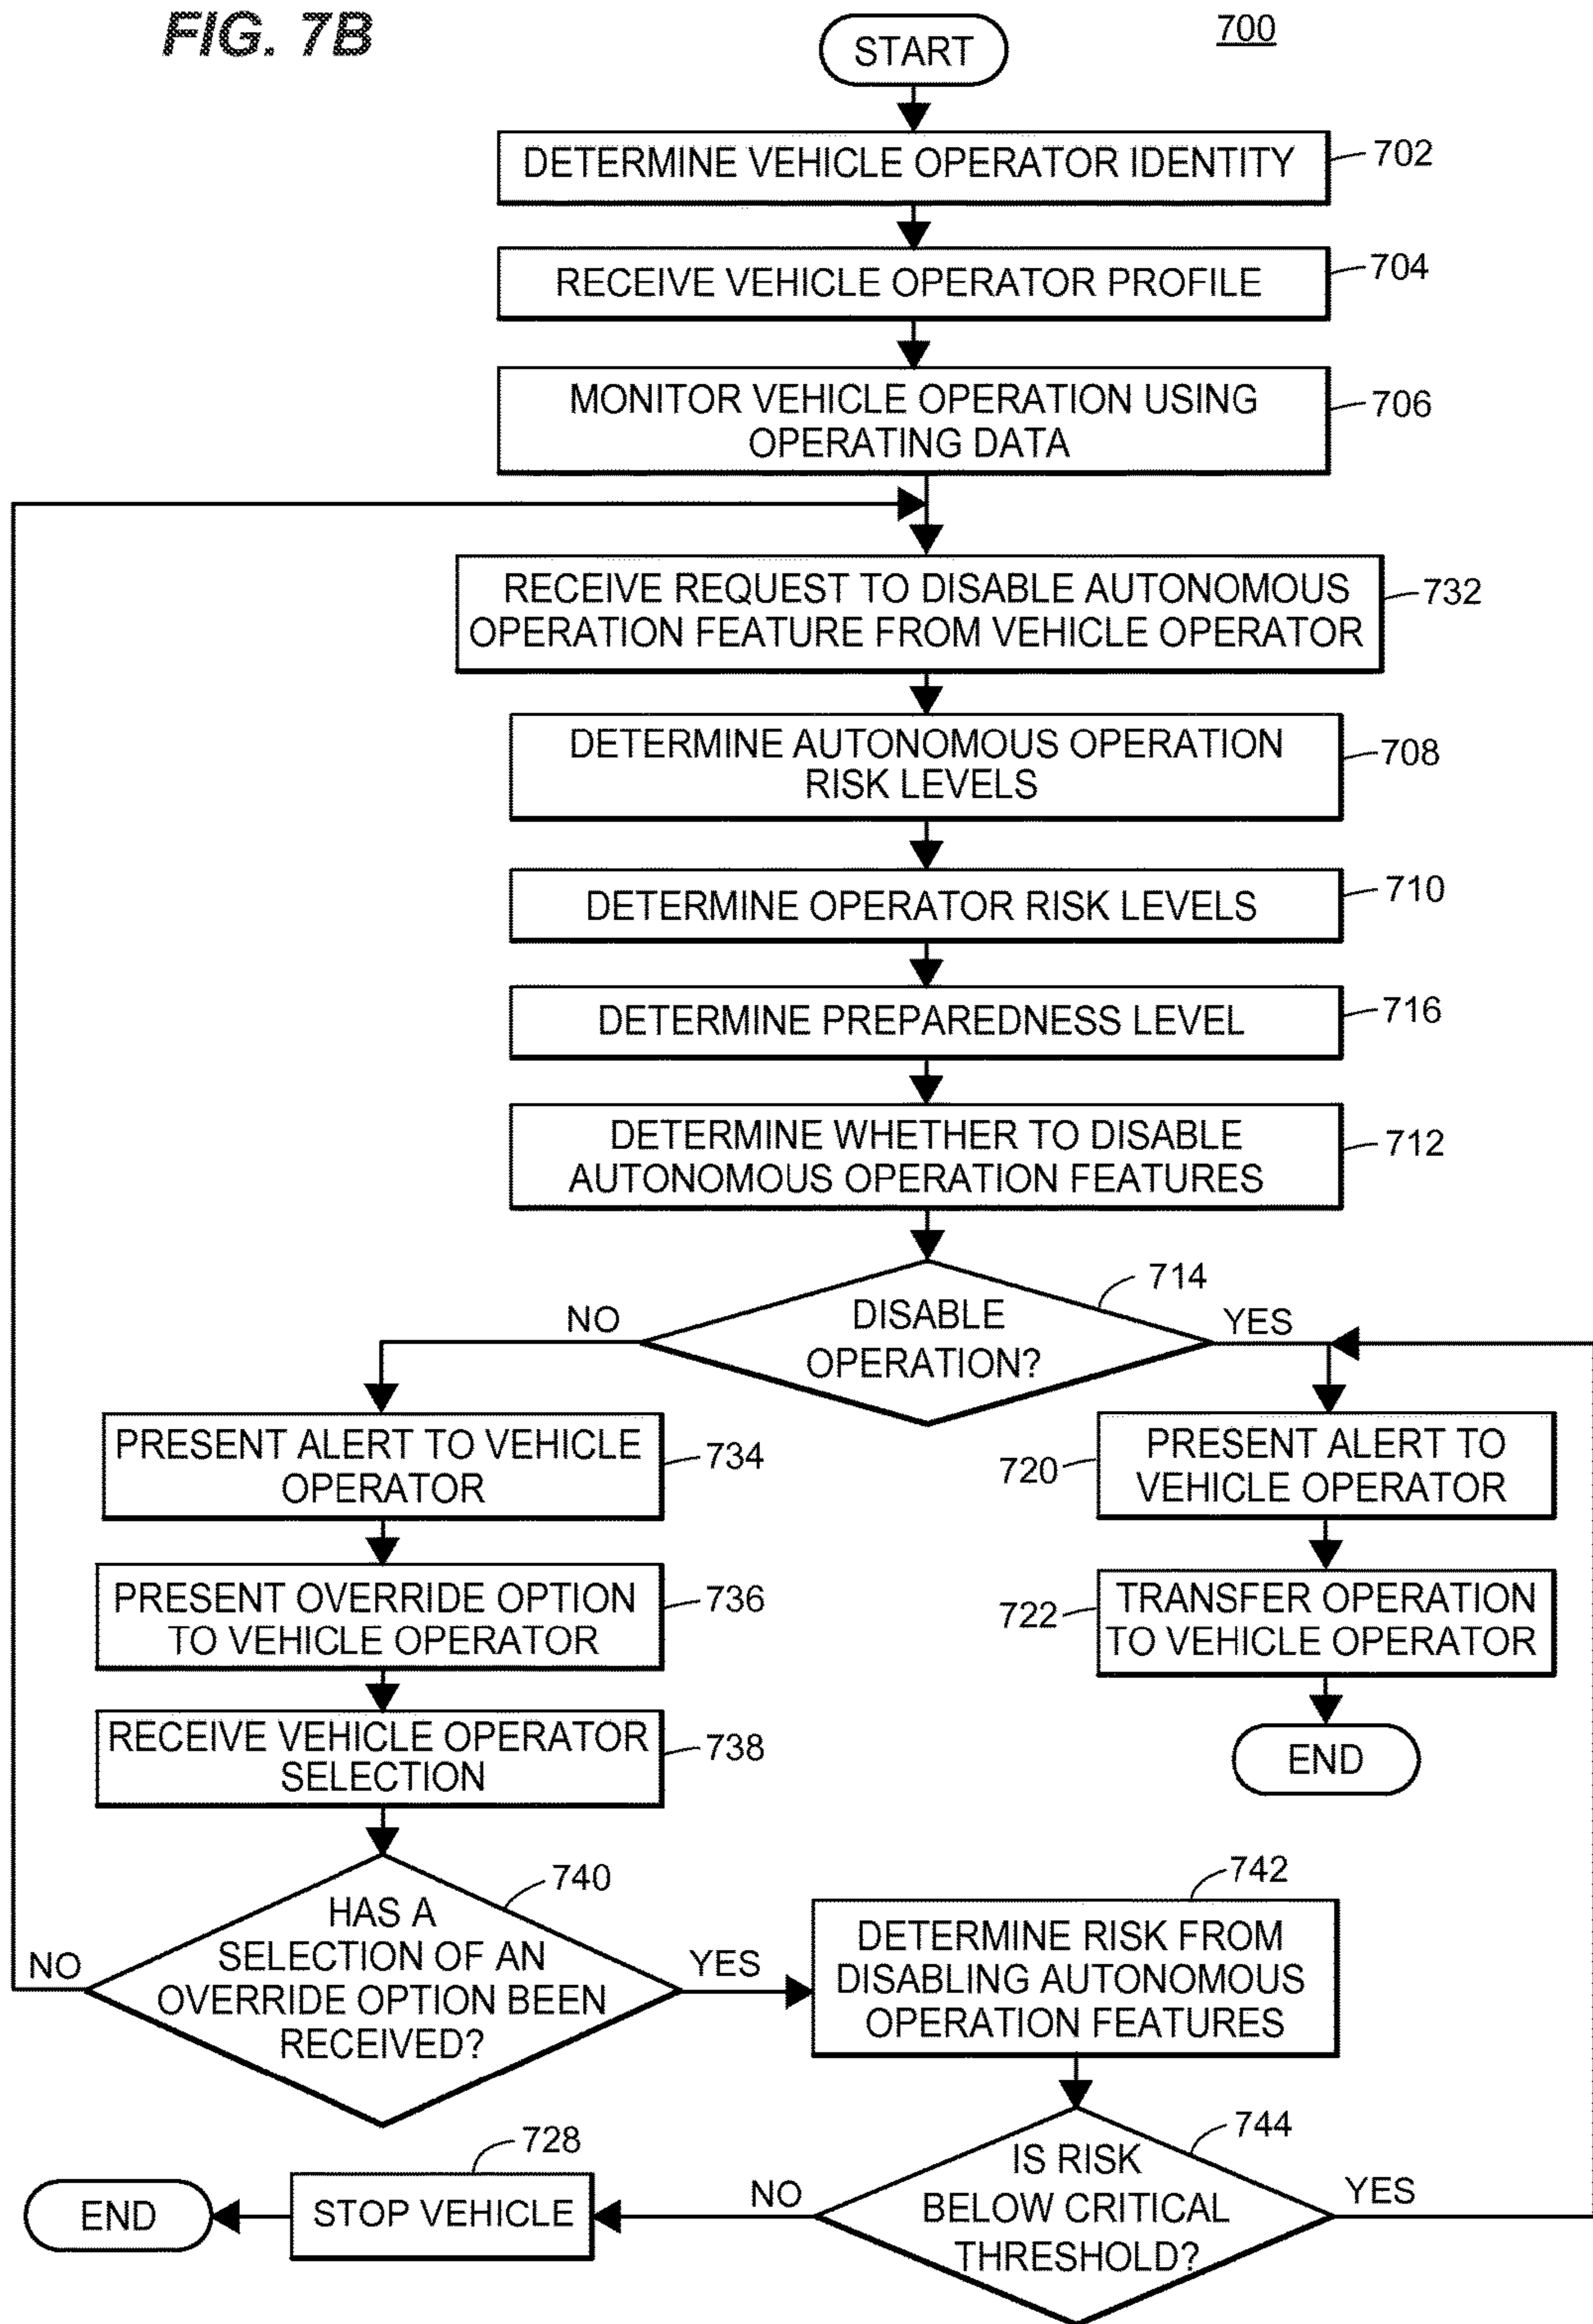 FIG. 7B
700
START
DETERMINE VEHICLE OPERATOR IDENTITY
702
RECEIVE VEHICLE OPERATOR PROFILE
704
MONITOR VEHICLE OPERATION USING
OPERATING DATA
706
RECEIVE REQUEST TO DISABLE AUTONOMOUS
OPERATION FEATURE FROM VEHICLE OPERATOR
732
DETERMINE AUTONOMOUS OPERATION
RISK LEVELS
708
DETERMINE OPERATOR RISK LEVELS
710
DETERMINE PREPAREDNESS LEVEL
716
DETERMINE WHETHER TO DISABLE
AUTONOMOUS OPERATION FEATURES
712
DISABLE
OPERATION?
714
NO
YES
PRESENT ALERT TO VEHICLE
OPERATOR
734
PRESENT OVERRIDE OPTION
TO VEHICLE OPERATOR
736
RECEIVE VEHICLE OPERATOR
SELECTION
738
720
PRESENT ALERT TO
VEHICLE OPERATOR
722
TRANSFER OPERATION
TO VEHICLE OPERATOR
END
HAS A
SELECTION OF AN
OVERRIDE OPTION BEEN
RECEIVED?
740
NO
YES
742
DETERMINE RISK FROM
DISABLING AUTONOMOUS
OPERATION FEATURES
IS RISK
BELOW CRITICAL
THRESHOLD?
744
NO
YES
728
STOP VEHICLE
END